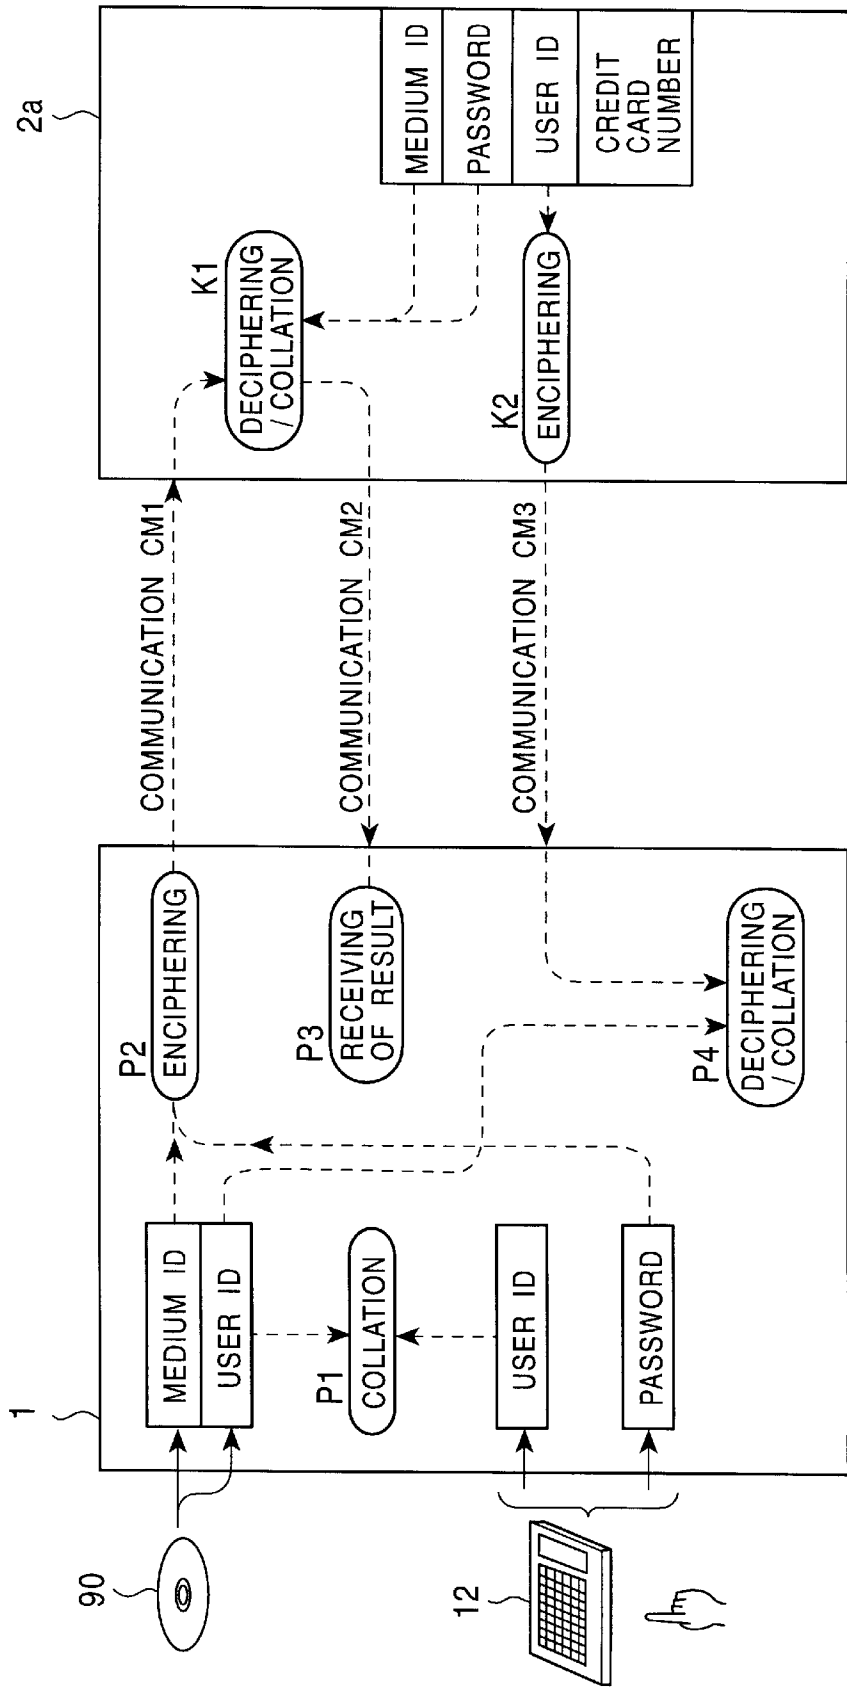 1
2a
90
MEDIUM ID
USER ID
P1
COLLATION
USER ID
PASSWORD
12
P2
ENCIPHERING
P3
RECEIVING
OF RESULT
P4
DECIPHERING
/ COLLATION
COMMUNICATION CM1
COMMUNICATION CM2
COMMUNICATION CM3
K1
DECIPHERING
/ COLLATION
K2
ENCIPHERING
MEDIUM ID
PASSWORD
USER ID
CREDIT
CARD
NUMBER